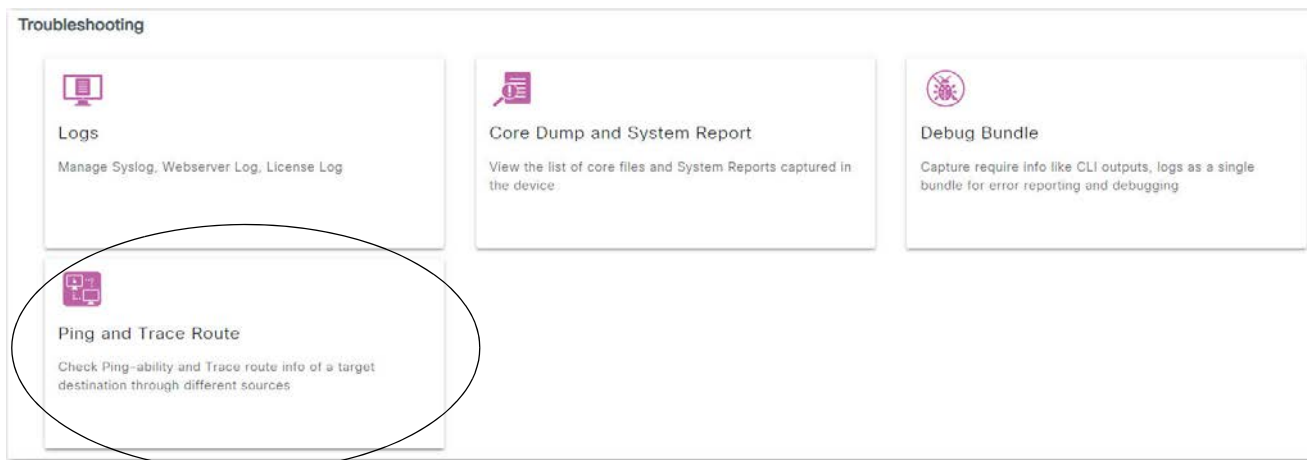 Troubleshooting
Logs
Manage Syslog, Webserver Log, License Log
Core Dump and System Report
View the list of core files and System Reports captured in
the device
Debug Bundle
Capture require info like CLI outputs, logs as a single
bundle for error reporting and debugging
Ping and Trace Route
Check Ping-ability and Trace route info of a target
destination through different sources